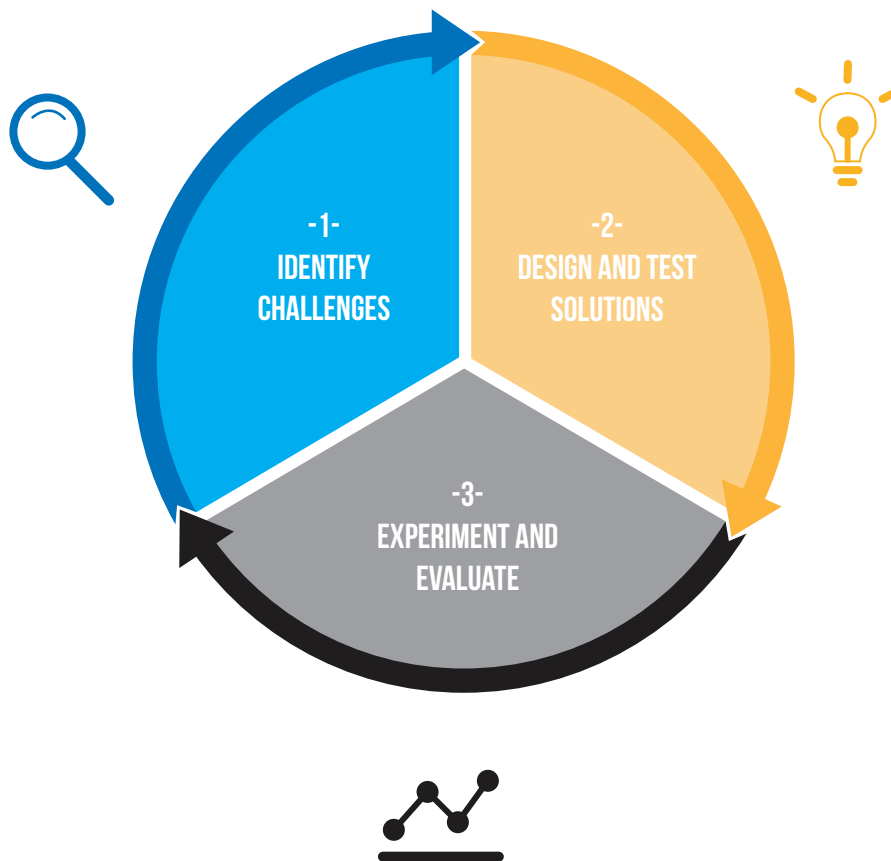 -1-
IDENTIFY
CHALLENGES
-2-
DESIGN AND TEST
SOLUTIONS
-3-
EXPERIMENT AND
EVALUATE